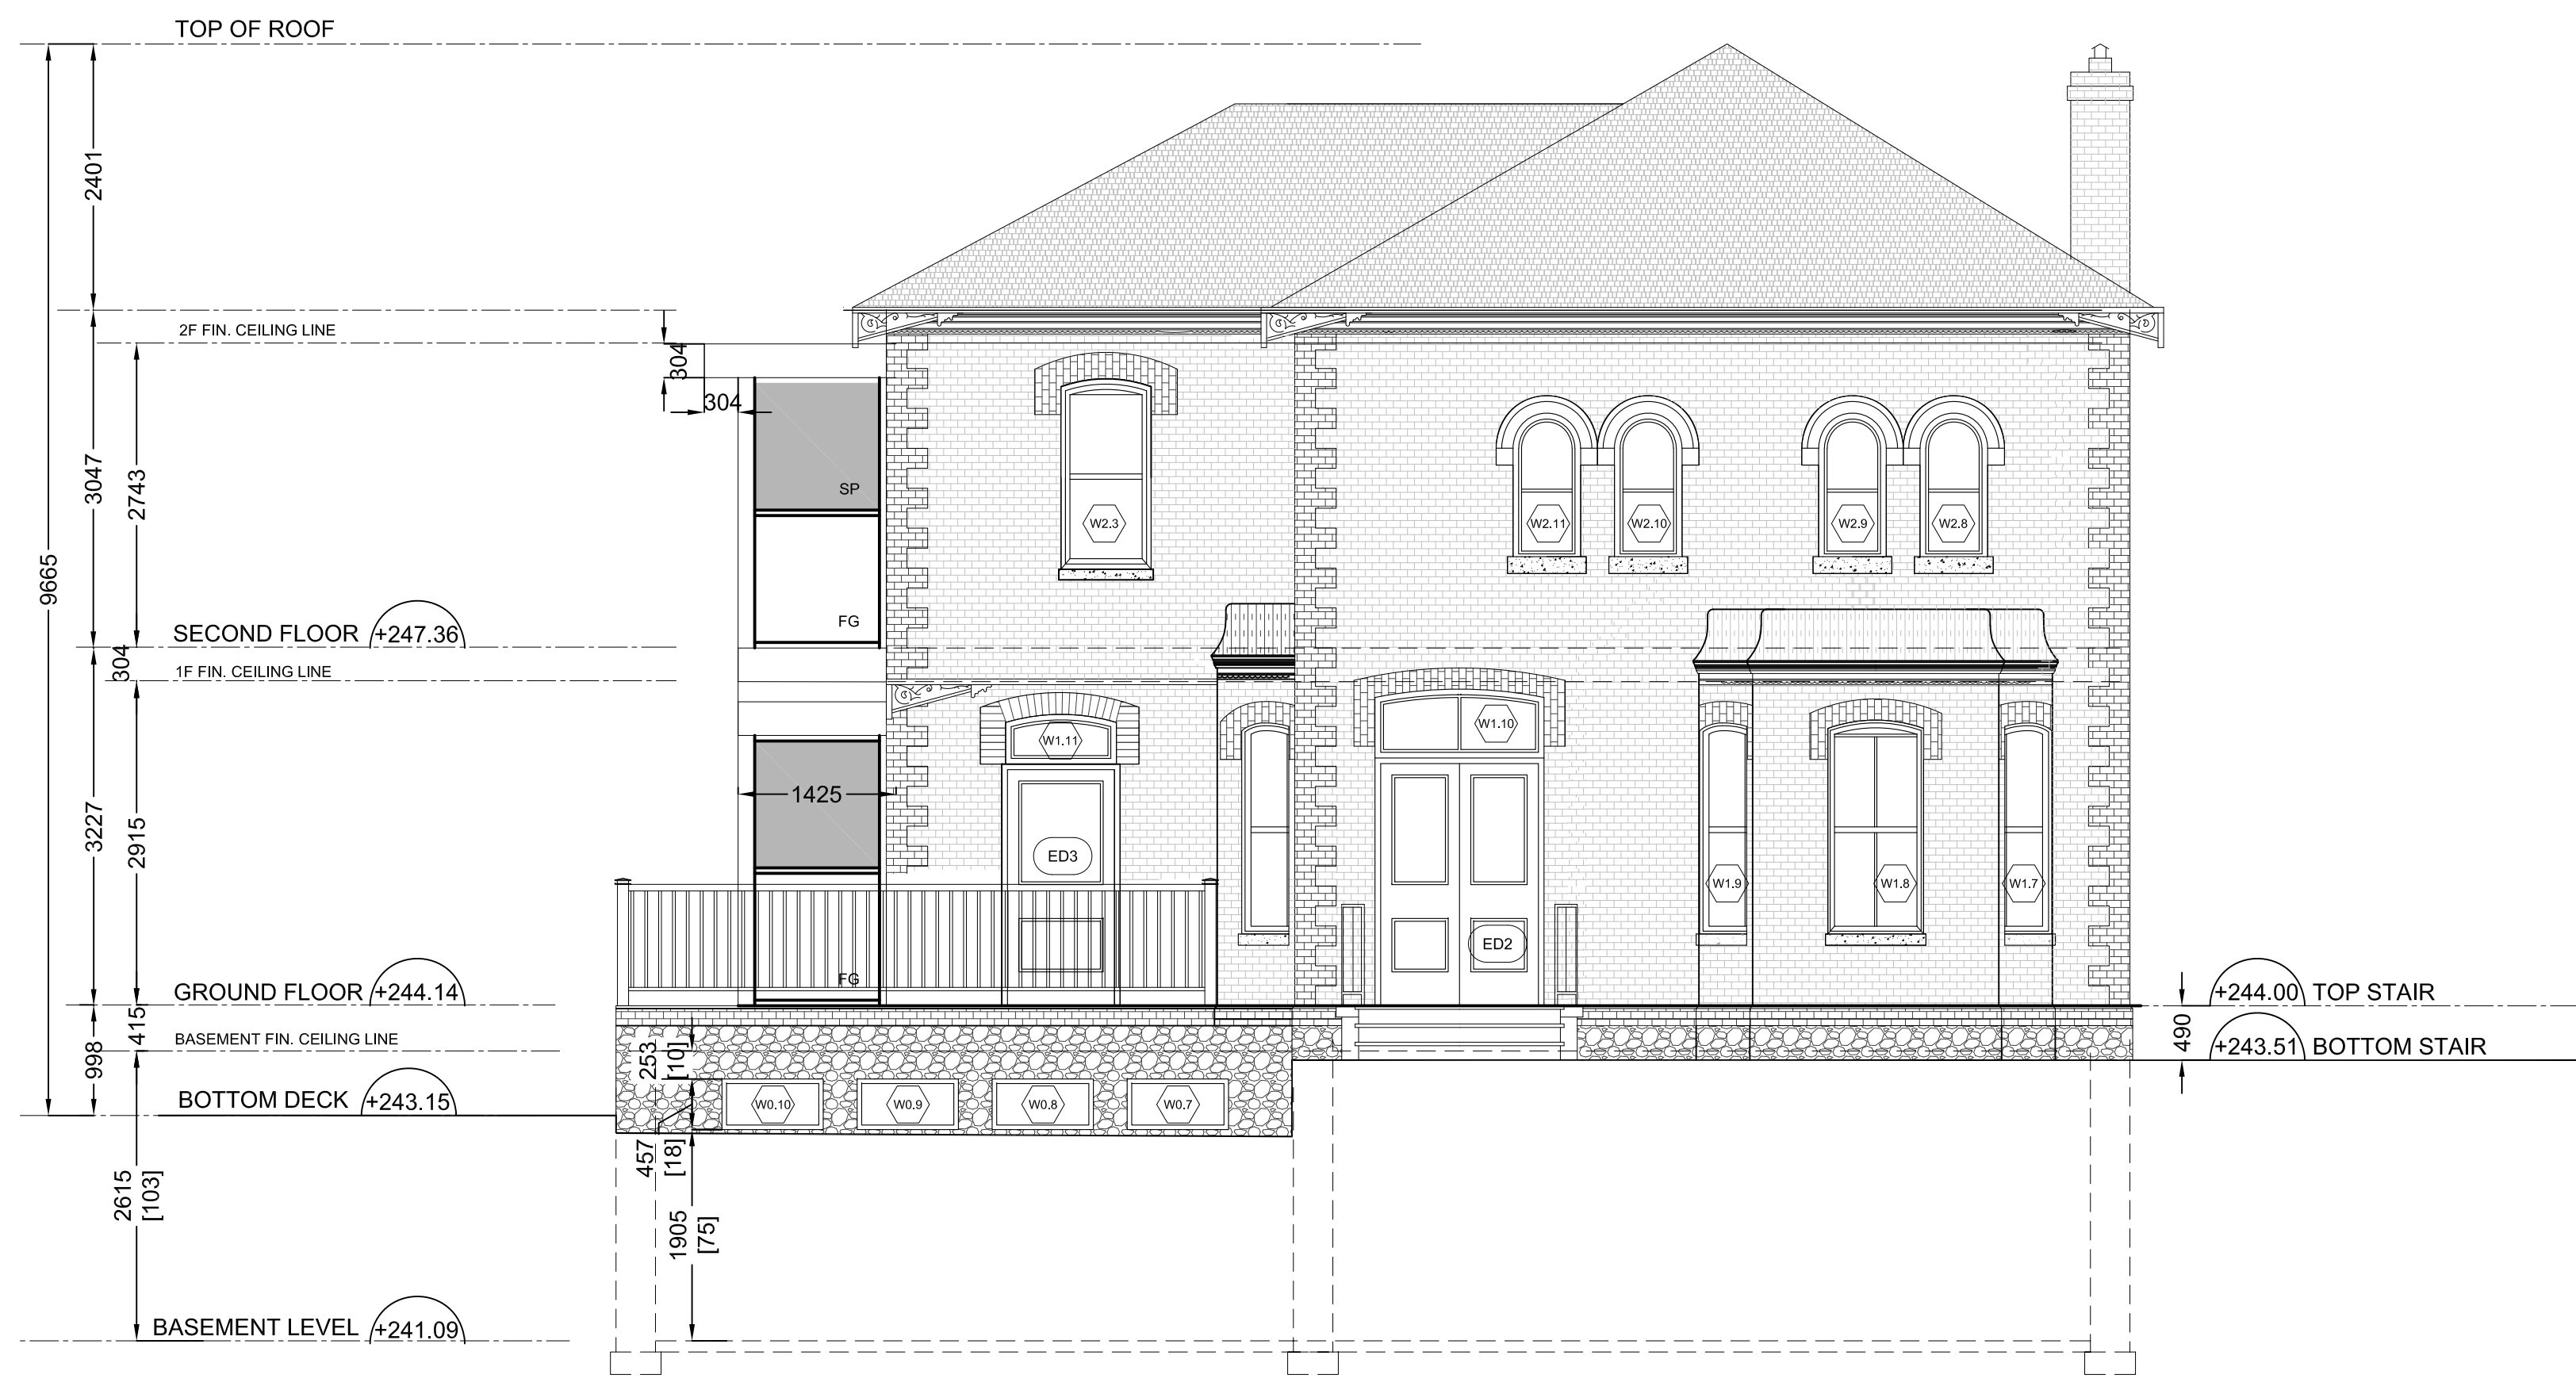 TOP OF ROOF
2401
2F FIN. CEILING LINE
304
304
3047
2743
9665
SP
FG
W2.3
W2.11
W2.10
W2.9
W2.8
SECOND FLOOR
+247.36
304
1F FIN. CEILING LINE
W1.11
W1.10
1425
3227
2915
ED3
W1.9
W1.8
W1.7
ED2
FG
GROUND FLOOR
+244.14
+244.00
TOP STAIR
415
BASEMENT FIN. CEILING LINE
998
253
[10]
490
+243.51
BOTTOM STAIR
BOTTOM DECK
+243.15
W0.10
W0.9
W0.8
W0.7
457
[18]
2615
[103]
1905
[75]
BASEMENT LEVEL
+241.09